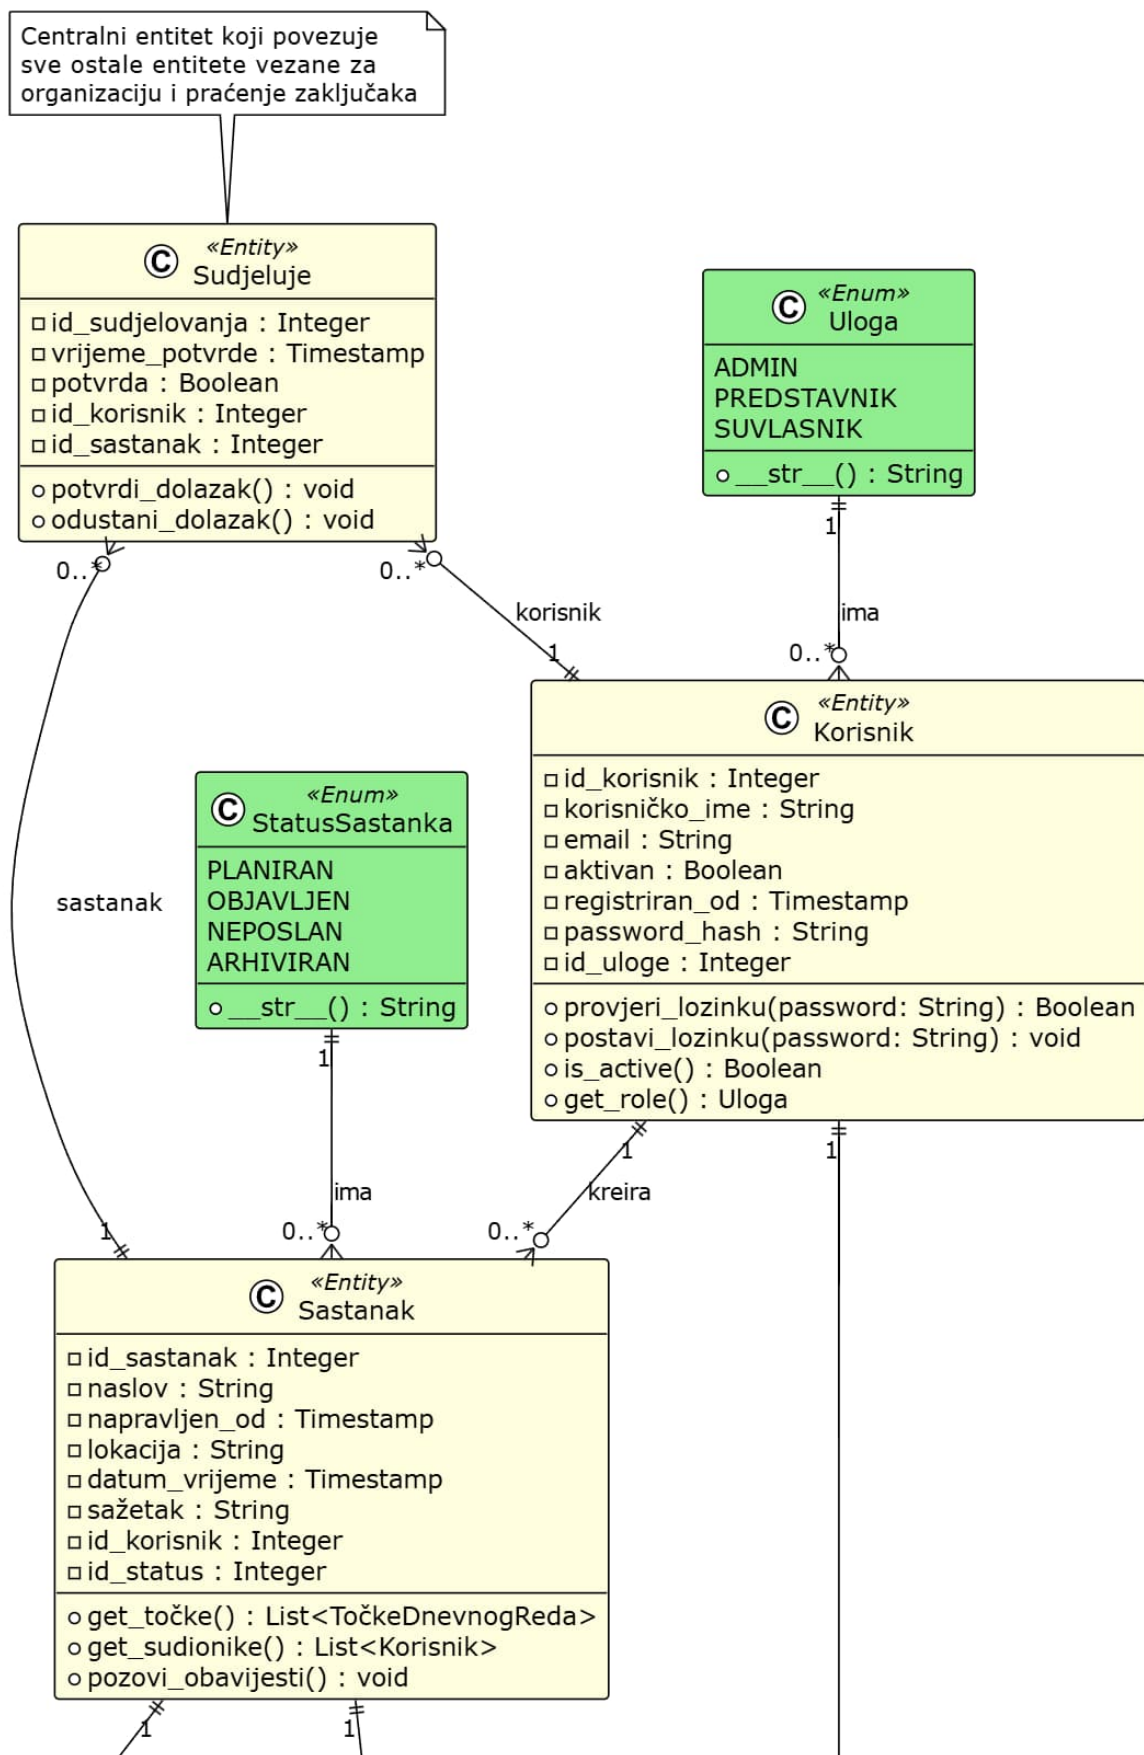 Centralni entitet koji povezuje
sve ostale entitete vezane za
organizaciju i praćenje zaključaka
C
«Entity»
Sudjeluje
id_sudjelovanja : Integer
vrijeme_potvrde : Timestamp
potvrda : Boolean
id_korisnik : Integer
id_sastanak : Integer
potvrdi_dolazak() : void
odustani_dolazak() : void
C
«Enum»
Uloga
ADMIN
PREDSTAVNIK
SUVLASNIK
__str__() : String
0..*
0..*
1
korisnik
1
ima
0..*
C
«Entity»
Korisnik
id_korisnik : Integer
korisničko_ime : String
email : String
aktivan : Boolean
registriran_od : Timestamp
password_hash : String
id_uloge : Integer
provjeri_lozinku(password: String) : Boolean
postavi_lozinku(password: String) : void
is_active() : Boolean
get_role() : Uloga
C
«Enum»
StatusSastanka
PLANIRAN
OBJAVLJEN
NEPOSLAN
ARHIVIRAN
__str__() : String
sastanak
1
1
1
ima
kreira
1
0..*
0..*
C
«Entity»
Sastanak
id_sastanak : Integer
naslov : String
napravljen_od : Timestamp
lokacija : String
datum_vrijeme : Timestamp
sažetak : String
id_korisnik : Integer
id_status : Integer
get_točke() : List<TočkeDnevnogReda>
get_sudionike() : List<Korisnik>
pozovi_obavijesti() : void
1
1